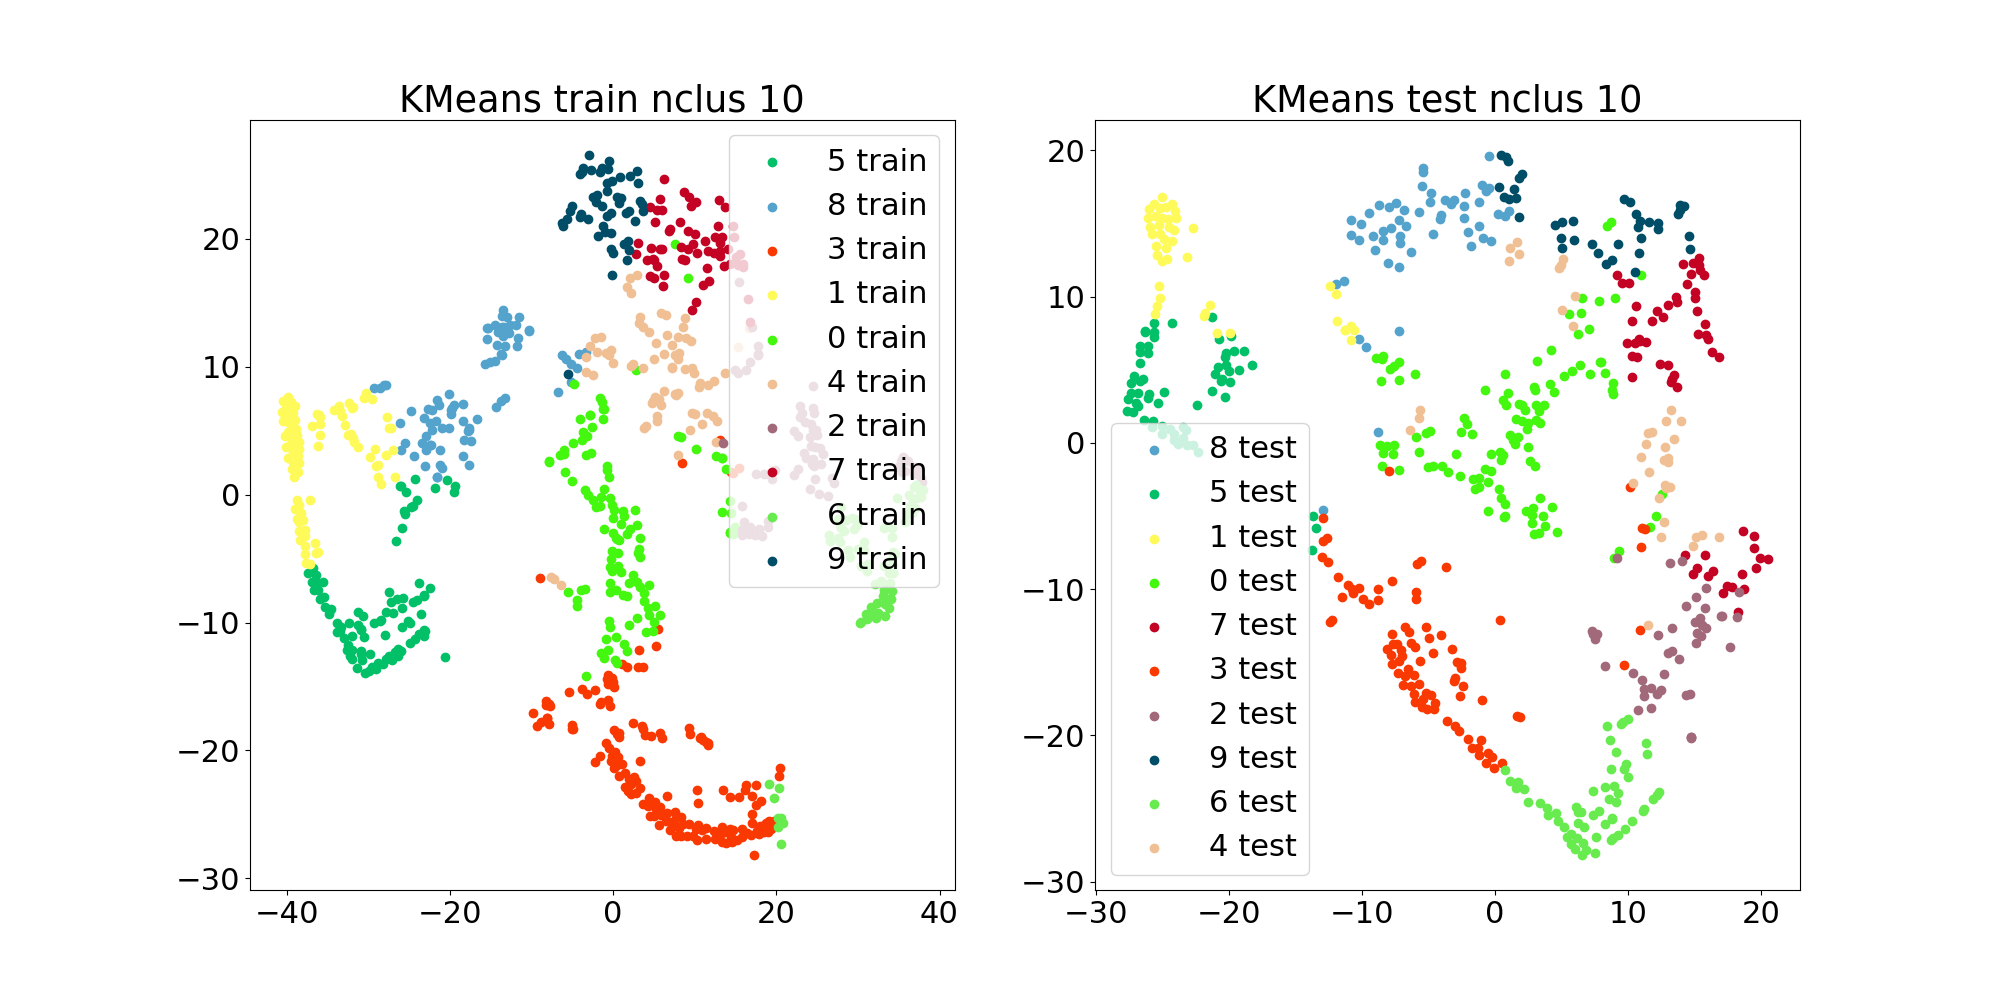 KMeans train nclus 10
20
10
0
−10
−20
−30
−40
−20
0
20
40
5 train
8 train
3 train
1 train
0 train
4 train
2 train
7 train
6 train
9 train
KMeans test nclus 10
20
10
0
−10
−20
−30
−30
−20
−10
0
10
20
8 test
5 test
1 test
0 test
7 test
3 test
2 test
9 test
6 test
4 test